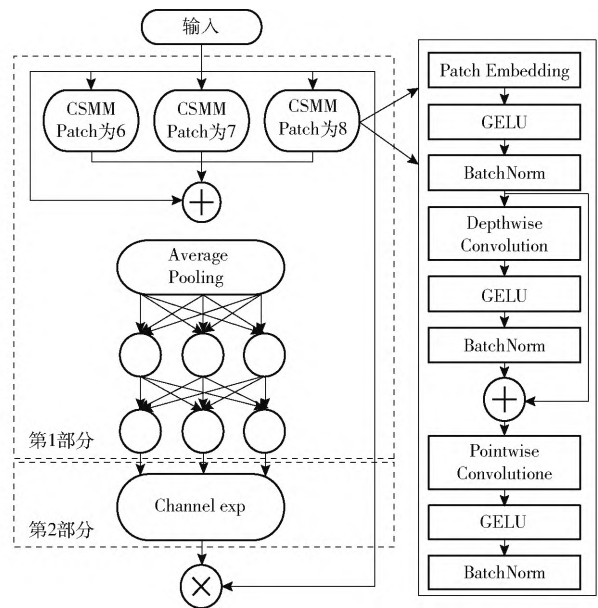 输入
CSMM
Patch为6
CSMM
Patch为7
CSMM
Patch为8
Average
Pooling
第1部分
Channel exp
第2部分
Patch Embedding
GELU
BatchNorm
Depthwise
Convolution
GELU
BatchNorm
Pointwise
Convolutione
GELU
BatchNorm